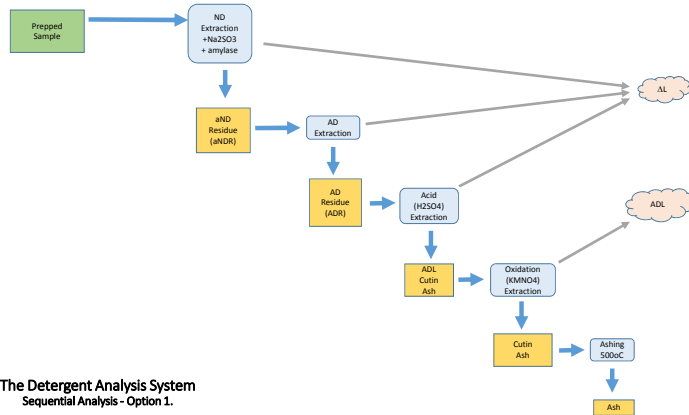 Prepped
Sample
ND
Extraction
+Na2SO3
+ amylase
ΔL
aND
Residue
(aNDR)
AD
Extraction
AD
Residue
(ADR)
Acid
(H2SO4)
Extraction
ADL
ADL
Cutin
Ash
Oxidation
(KMNO4)
Extraction
Cutin
Ash
Ashing
500oC
Ash
The Detergent Analysis System
Sequential Analysis - Option 1.